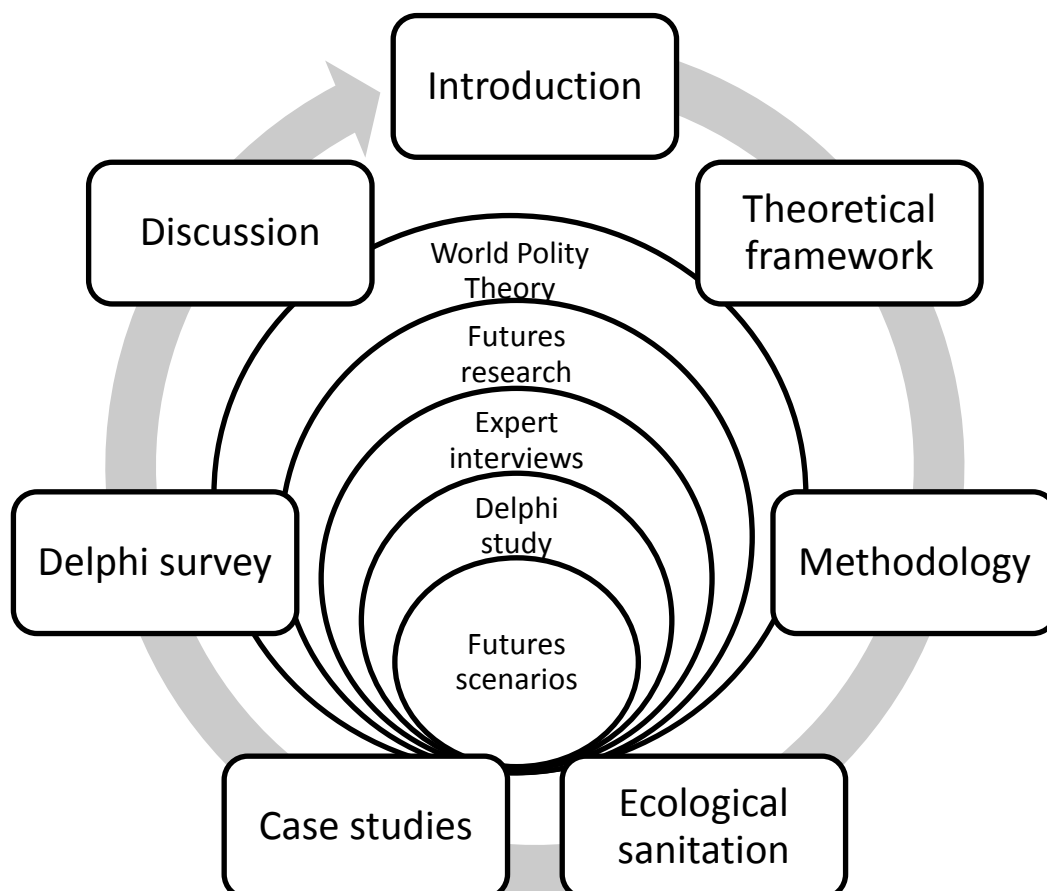 Introduction
Theoretical
framework
Methodology
Ecological
sanitation
Case studies
Delphi survey
Discussion
World Polity
Theory
Futures
research
Expert
interviews
Delphi
study
Futures
scenarios